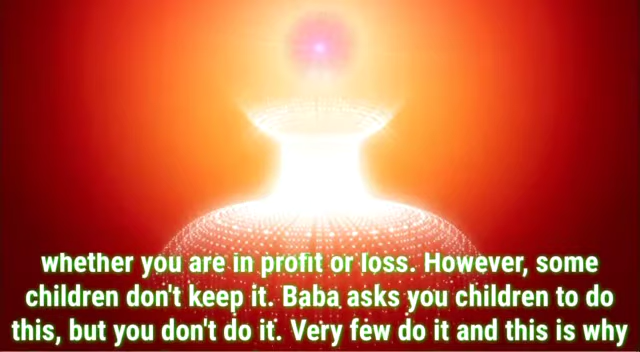 whether you are in profit or loss. However, some
children don't keep it. Baba asks you children to do
this, but you don't do it. Very few do it and this is why